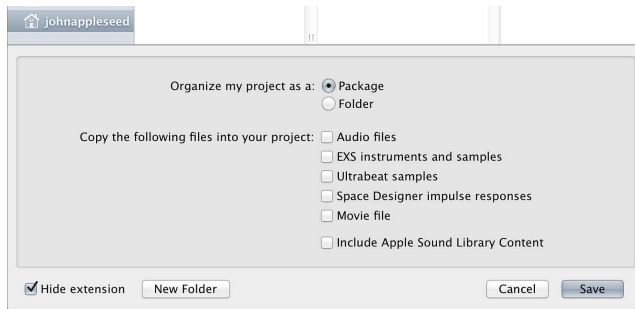 johnappleseed
Organize my project as a: Package
Folder
Copy the following files into your project: Audio files
EXS instruments and samples
Ultrabeat samples
Space Designer impulse responses
Movie file
Include Apple Sound Library Content
Hide extension New Folder Cancel Save